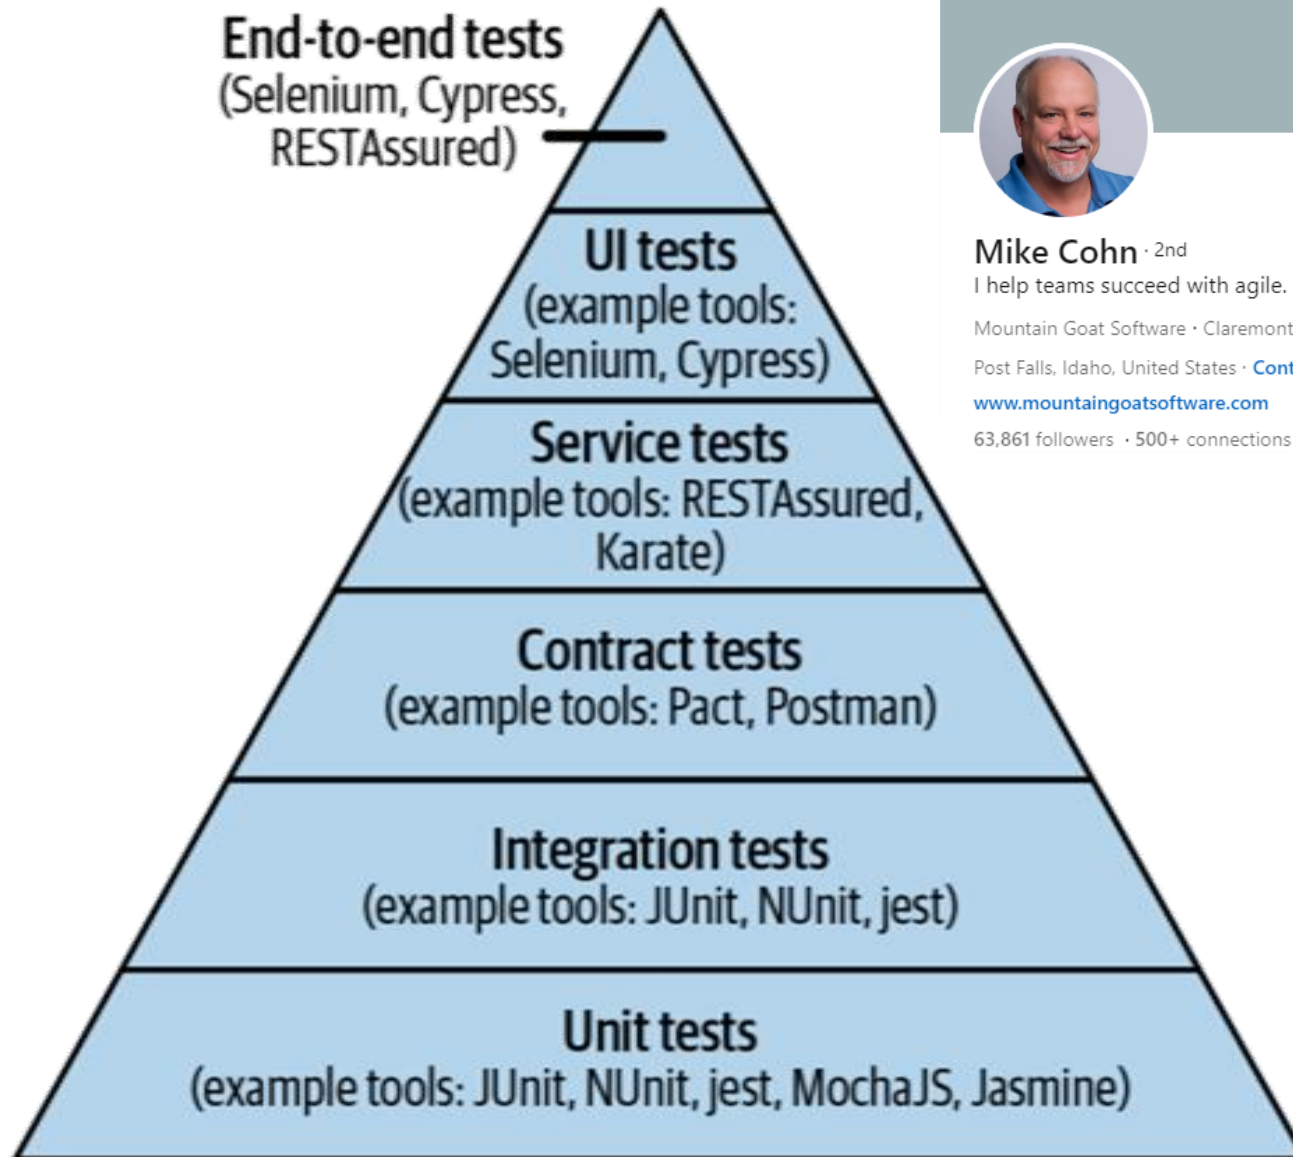 End-to-end tests
(Selenium, Cypress,
RESTAssured)
UI tests
(example tools:
Selenium, Cypress)
Service tests
(example tools: RESTAssured,
Karate)
Contract tests
(example tools: Pact, Postman)
Integration tests
(example tools: JUnit, NUnit, jest)
Unit tests
(example tools: JUnit, NUnit, jest, MochaJS, Jasmine)
Mike Cohn · 2nd
I help teams succeed with agile.
Mountain Goat Software · Claremont
Post Falls, Idaho, United States · Cont
www.mountaingoatsoftware.com
63,861 followers · 500+ connections